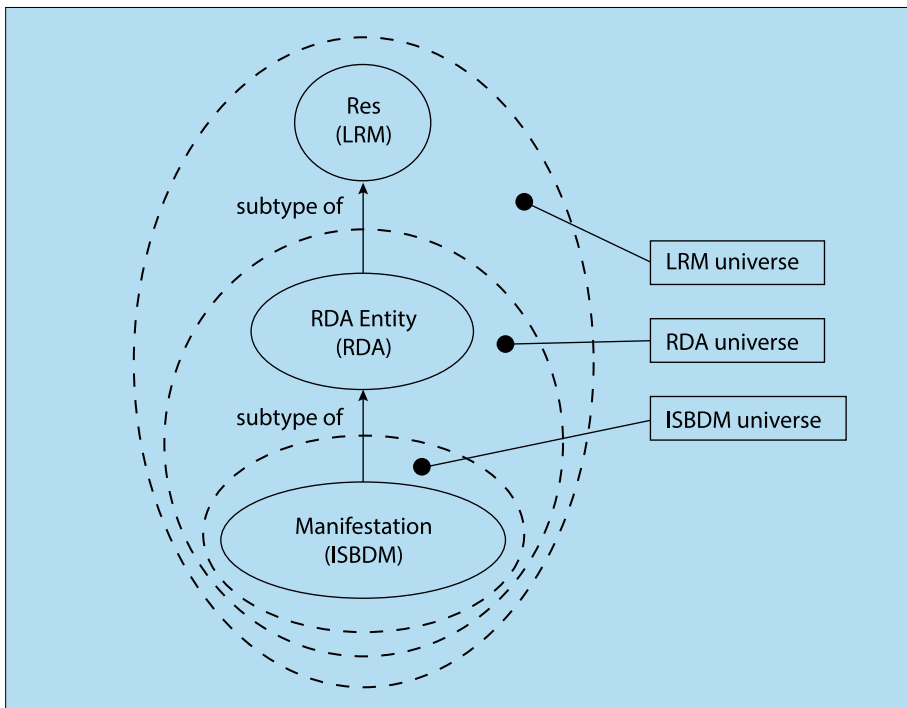 Res
(LRM)
subtype of
LRM universe
RDA Entity
(RDA)
RDA universe
subtype of
ISBDM universe
Manifestation
(ISBDM)